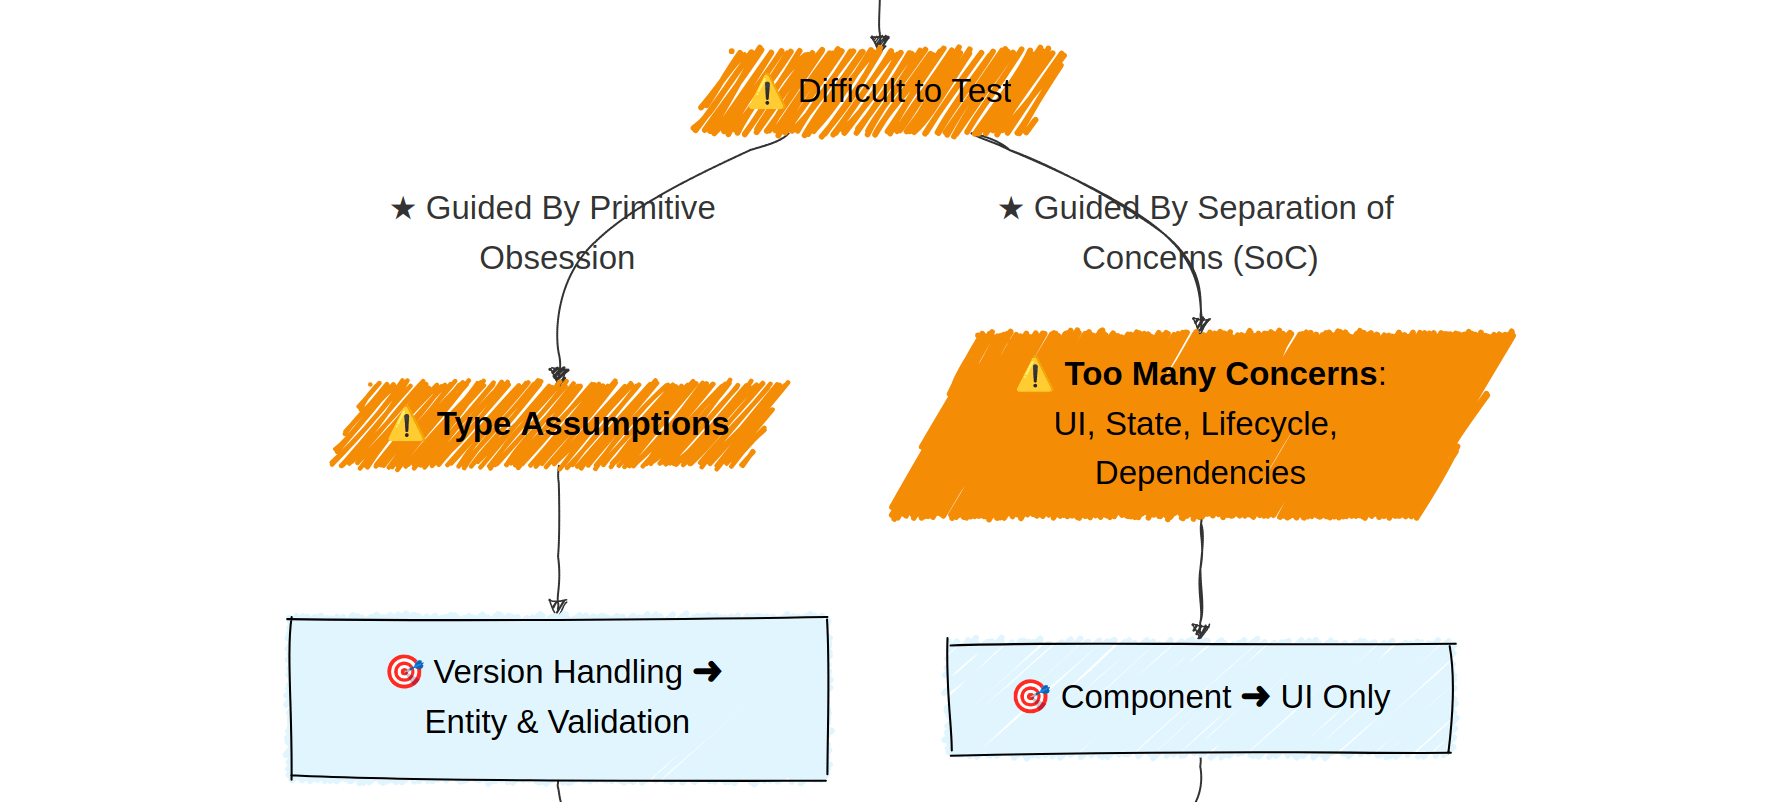 ⚠️ Difficult to Test
★ Guided By Primitive
Obsession
★ Guided By Separation of
Concerns (SoC)
⚠️ Type Assumptions
⚠️ Too Many Concerns:
UI, State, Lifecycle,
Dependencies
🎯 Version Handling ➜
Entity & Validation
🎯 Component ➜ UI Only